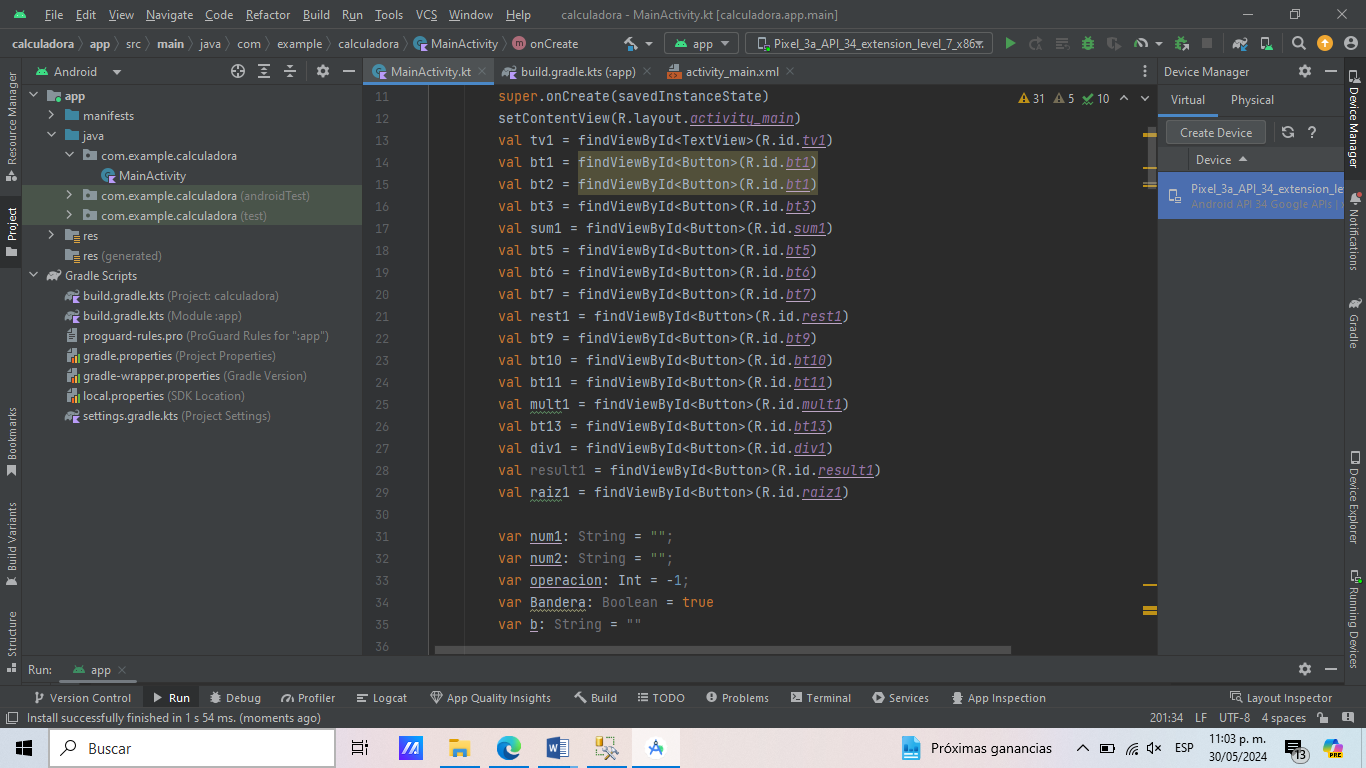 File Edit View Navigate Code Refactor Build Run Tools VCS Window Help calculadora - MainActivity.kt [calculadora.app.main]
calculadora app src main java com example calculadora MainActivity onCreate app Pixel_3a_API_34_extension_level_7_x86...
Android
MainActivity.kt build.gradle.kts (:app) activity_main.xml
Device Manager
Resource Manager
Project
Bookmarks
Build Variants
Structure
app
manifests
java
com.example.calculadora
MainActivity
com.example.calculadora (androidTest)
com.example.calculadora (test)
res
res (generated)
Gradle Scripts
build.gradle.kts (Project: calculadora)
build.gradle.kts (Module :app)
proguard-rules.pro (ProGuard Rules for ":app")
gradle.properties (Project Properties)
gradle-wrapper.properties (Gradle Version)
local.properties (SDK Location)
settings.gradle.kts (Project Settings)
31 5 10
11 super.onCreate(savedInstanceState)
12 setContentView(R.layout.activity_main)
13 val tv1 = findViewById<TextView>(R.id.tv1)
14 val bt1 = findViewById<Button>(R.id.bt1)
15 val bt2 = findViewById<Button>(R.id.bt1)
16 val bt3 = findViewById<Button>(R.id.bt3)
17 val sum1 = findViewById<Button>(R.id.sum1)
18 val bt5 = findViewById<Button>(R.id.bt5)
19 val bt6 = findViewById<Button>(R.id.bt6)
20 val bt7 = findViewById<Button>(R.id.bt7)
21 val rest1 = findViewById<Button>(R.id.rest1)
22 val bt9 = findViewById<Button>(R.id.bt9)
23 val bt10 = findViewById<Button>(R.id.bt10)
24 val bt11 = findViewById<Button>(R.id.bt11)
25 val mult1 = findViewById<Button>(R.id.mult1)
26 val bt13 = findViewById<Button>(R.id.bt13)
27 val div1 = findViewById<Button>(R.id.div1)
28 val result1 = findViewById<Button>(R.id.result1)
29 val raiz1 = findViewById<Button>(R.id.raiz1)
30
31 var num1: String = "";
32 var num2: String = "";
33 var operacion: Int = -1;
34 var Bandera: Boolean = true
35 var b: String = ""
36
Virtual Physical
Create Device ?
Device
Pixel_3a_API_34_extension_le
Android API 34 Google APIs |
Device Manager
Notifications
Gradle
Device Explorer
Running Devices
Run: app
Version Control Run Debug Profiler Logcat App Quality Insights Build TODO Problems Terminal Services App Inspection Layout Inspector
Install successfully finished in 1 s 54 ms. (moments ago) 201:34 LF UTF-8 4 spaces
Buscar Próximas ganancias ESP 11:03 p. m.
30/05/2024 13 PRE